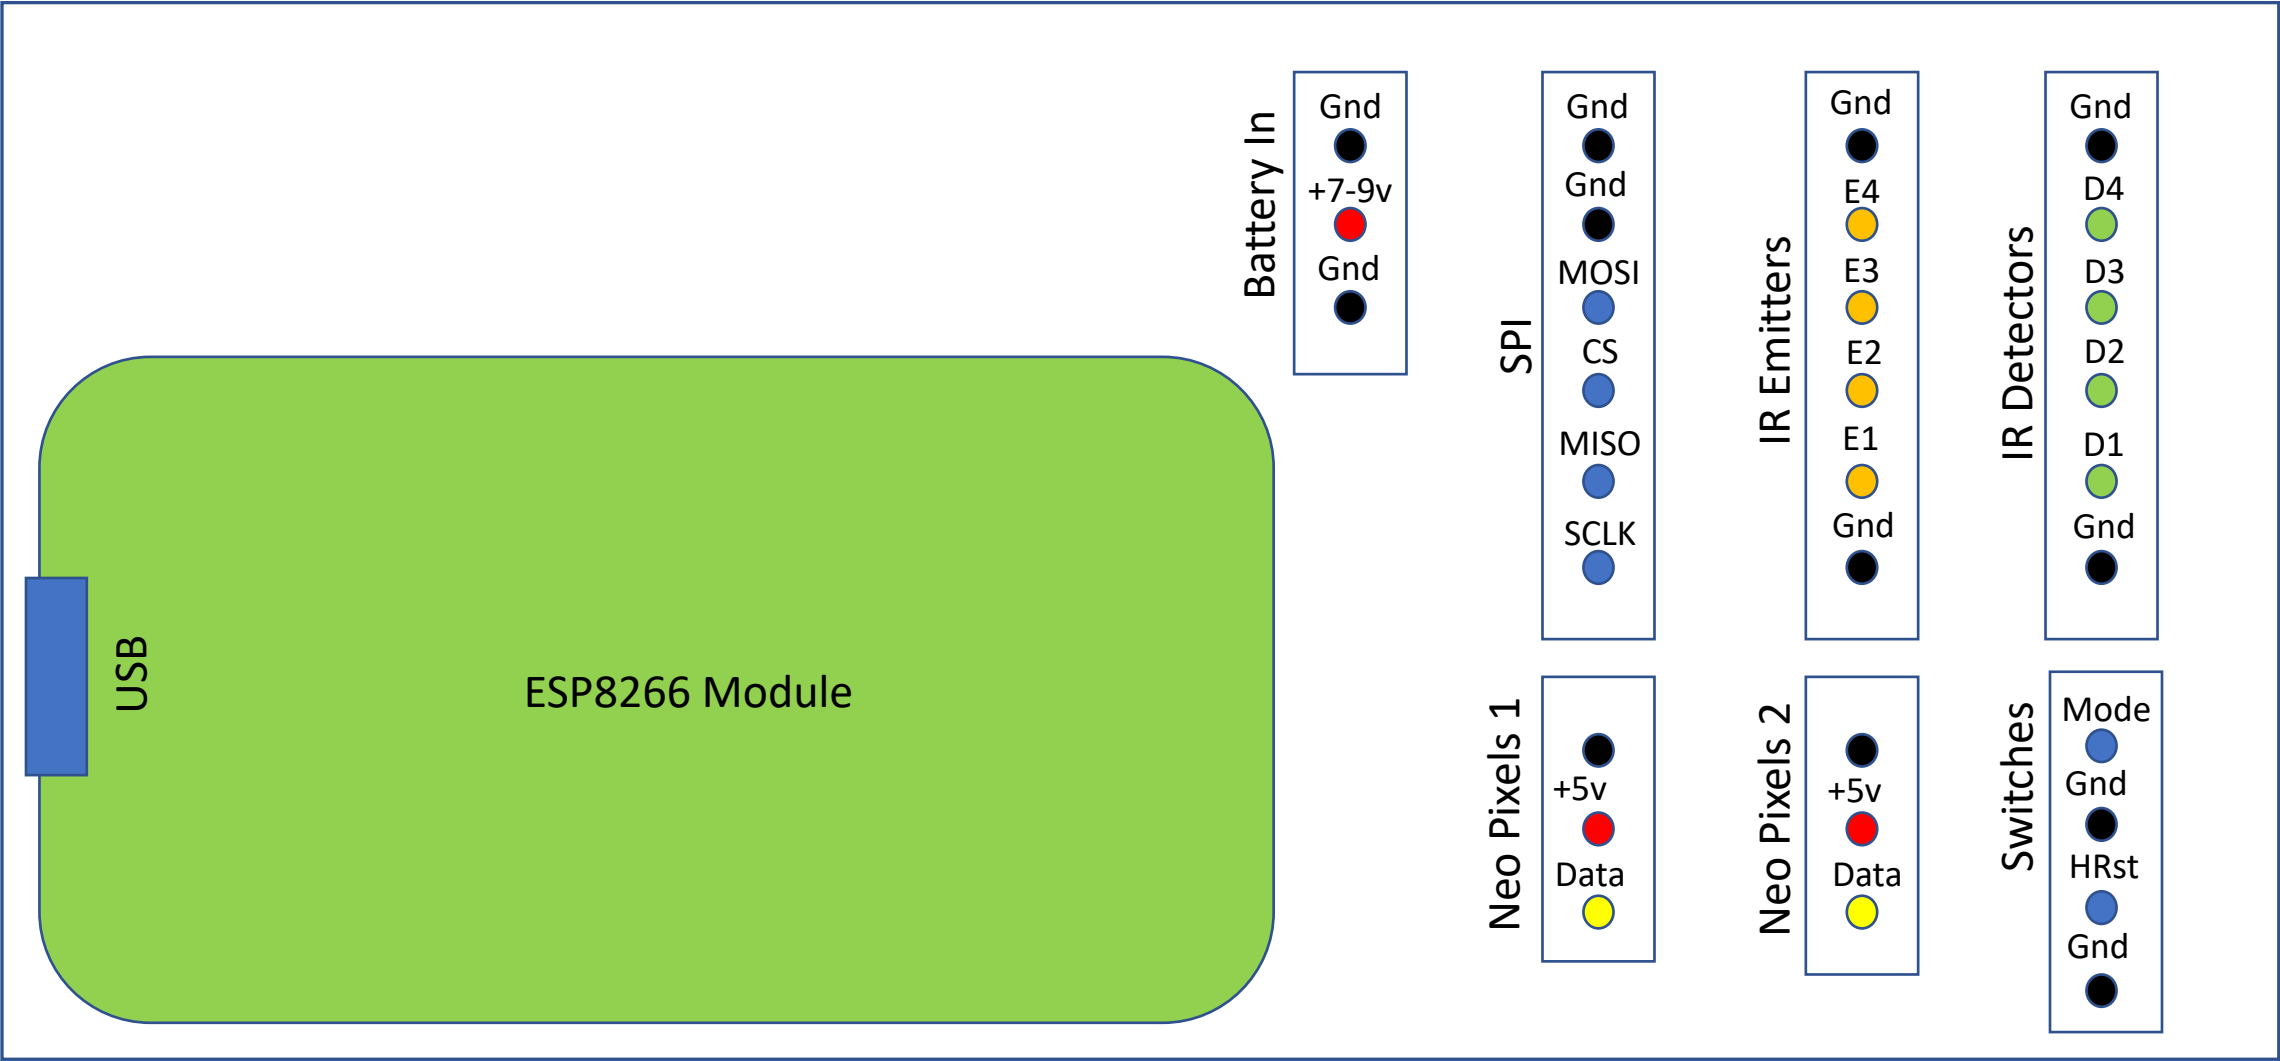 Battery In
Gnd
+7-9v
Gnd
SPI
Gnd
Gnd
MOSI
CS
MISO
SCLK
IR Emitters
Gnd
E4
E3
E2
E1
Gnd
IR Detectors
Gnd
D4
D3
D2
D1
Gnd
USB
ESP8266 Module
Neo Pixels 1
+5v
Data
Neo Pixels 2
+5v
Data
Switches
Mode
Gnd
HRst
Gnd